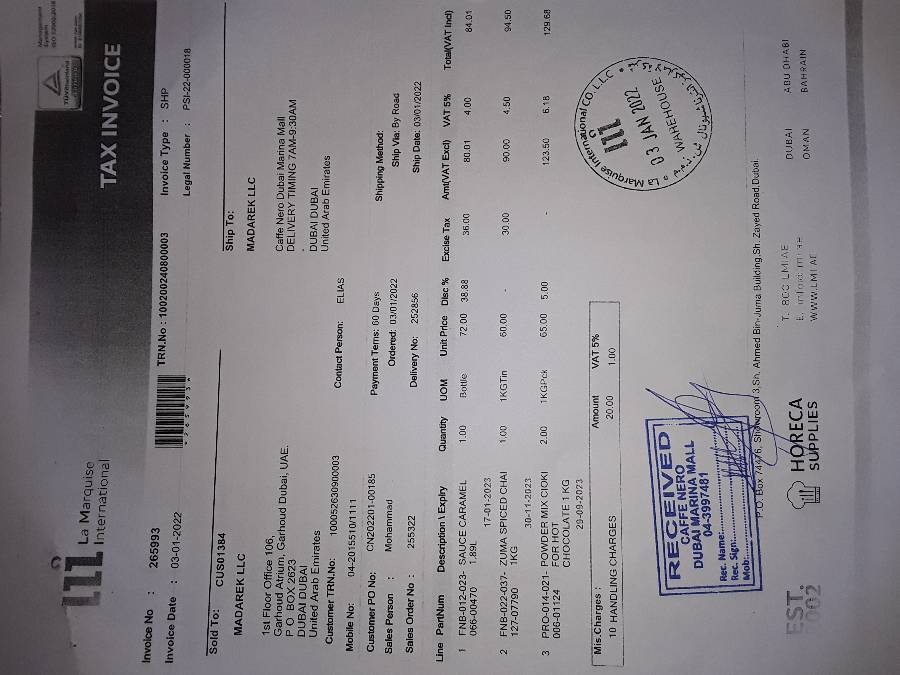 La Marquise
International
TAX INVOICE
Management
System
TÜVRheinland
Invoice No : 265993
TRN.No : 100200240800003
Invoice Type : SHP
Invoice Date : 03-01-2022
*265993*
Legal Number : PSI-22-000018
Sold To: CUS01384
Ship To:
MADAREK LLC
MADAREK LLC
1st Floor Office 106,
Garhoud Atrium, Garhoud Dubai, UAE.
P O BOX 2623
DUBAI DUBAI
United Arab Emirates
Caffe Nero Dubai Marina Mall
DELIVERY TIMING 7AM-9:30AM
.
DUBAI DUBAI
United Arab Emirates
Customer TRN.No: 100052630900003
Contact Person: ELIAS
Mobile No: 04-2015510/1111
Customer PO No: CN202201-00185
Payment Terms: 60 Days
Shipping Method:
Sales Person : Mohammad
Ordered: 03/01/2022
Ship Via: By Road
Sales Order No : 255322
Delivery No: 252856
Ship Date: 03/01/2022
Line PartNum Description \ Expiry Quantity UOM Unit Price Disc % Excise Tax Amt(VAT Excl) VAT 5% Total(VAT Incl)
1 FNB-012-023- SAUCE CARAMEL 1.00 Bottle 72.00 38.88 36.00 80.01 4.00 84.01
066-00470 1.89L
17-01-2023
2 FNB-022-037- ZUMA SPICED CHAI 1.00 1KGTin 60.00 - 30.00 90.00 4.50 94.50
127-07790 1KG
30-11-2023
3 PRO-014-021- POWDER MIX CIOKI 2.00 1KGPck 65.00 5.00 - 123.50 6.18 129.68
006-01124 FOR HOT
CHOCOLATE 1 KG
29-09-2023
Mis.Charges : Amount VAT 5%
10 HANDLING CHARGES 20.00 1.00
La Marquise International CO. LLC.
03 JAN 2022
WAREHOUSE
RECEIVED
CAFFE NERO
DUBAI MARINA MALL
04-3997481
Rec. Name:
Rec. Sign:
Mob:
P.O. Box 74476, Showroom 3,Sh. Ahmed Bin-Juma Building,Sh. Zayed Road,Dubai
EST.
2002
HORECA
SUPPLIES
T. 800 LMUAE
WWW.LMI.AE
DUBAI ABU DHABI
OMAN BAHRAIN